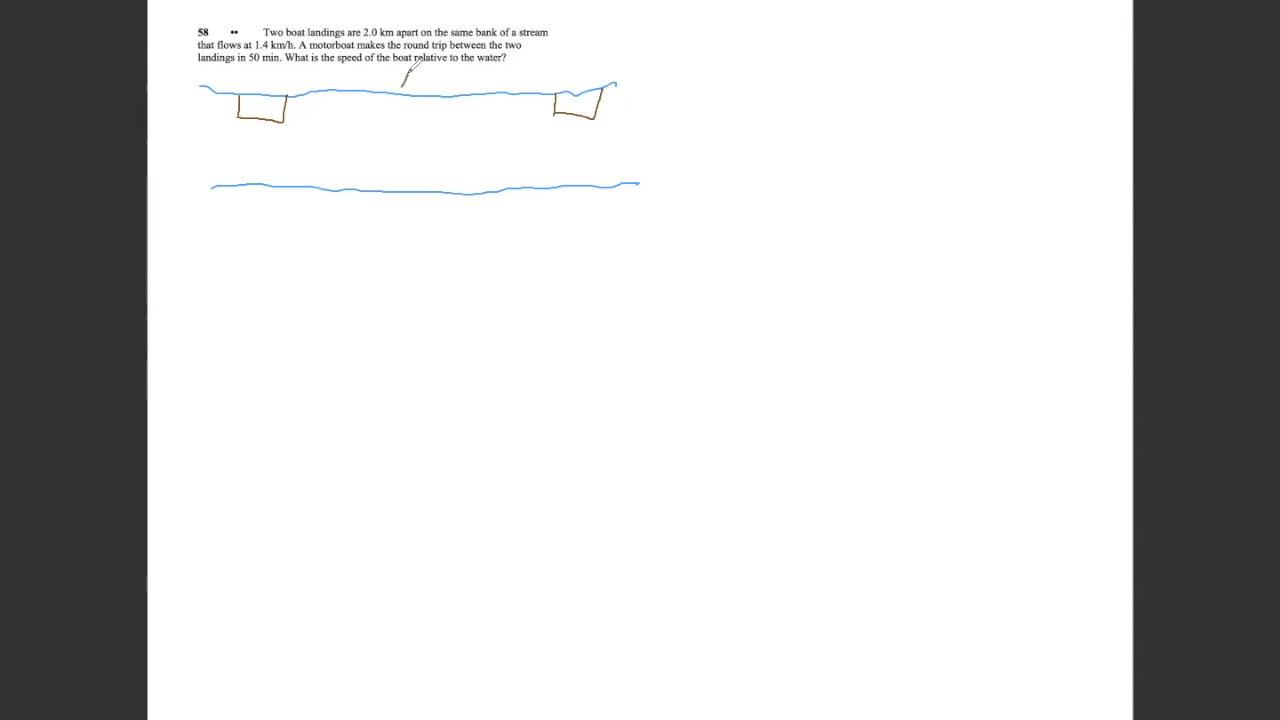 58 •• Two boat landings are 2.0 km apart on the same bank of a stream
that flows at 1.4 km/h. A motorboat makes the round trip between the two
landings in 50 min. What is the speed of the boat relative to the water?